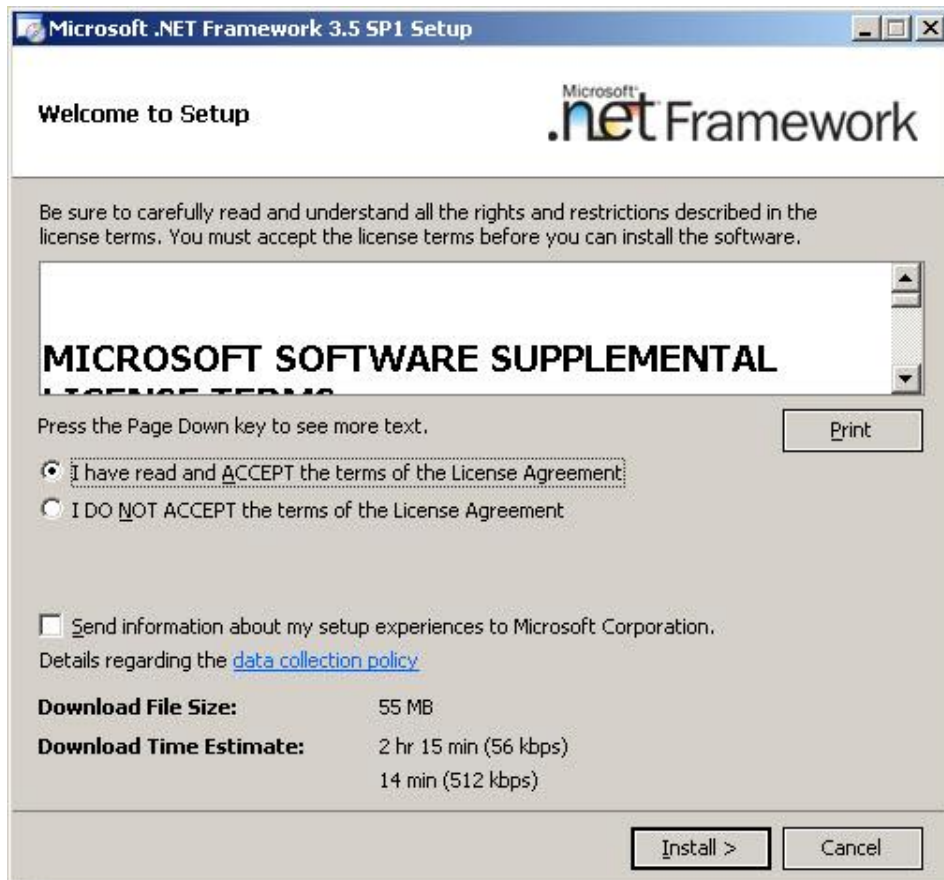 Microsoft .NET Framework 3.5 SP1 Setup
Welcome to Setup
Microsoft
.net Framework
Be sure to carefully read and understand all the rights and restrictions described in the
license terms. You must accept the license terms before you can install the software.
MICROSOFT SOFTWARE SUPPLEMENTAL
LICENSE TERMS
Press the Page Down key to see more text.
Print
I have read and ACCEPT the terms of the License Agreement
I DO NOT ACCEPT the terms of the License Agreement
Send information about my setup experiences to Microsoft Corporation.
Details regarding the data collection policy
Download File Size: 55 MB
Download Time Estimate: 2 hr 15 min (56 kbps)
14 min (512 kbps)
Install >
Cancel